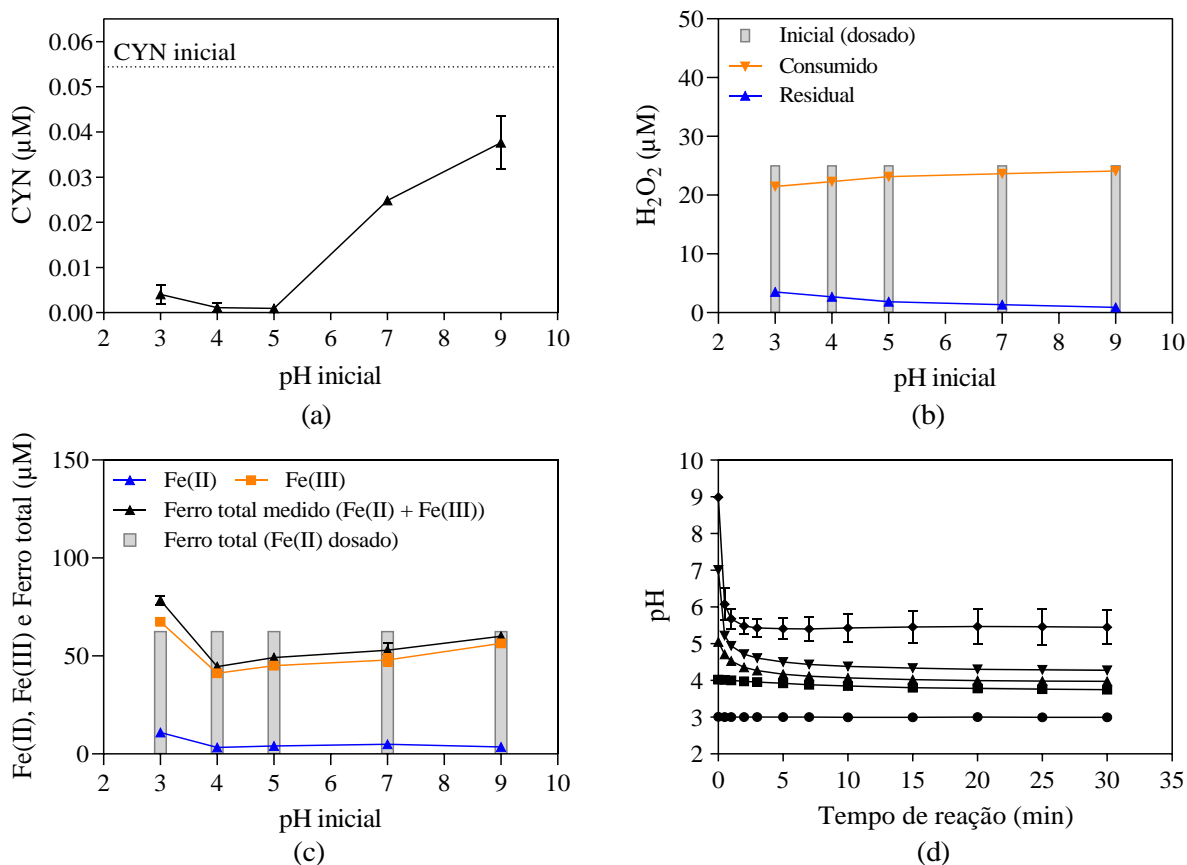 0.06
0.05
0.04
0.03
0.02
0.01
0.00
CYN (µM)
CYN inicial
2 3 4 5 6 7 8 9 10
pH inicial
(a)
50
40
30
20
10
0
H₂O₂ (µM)
Inicial (dosado)
Consumido
Residual
2 3 4 5 6 7 8 9 10
pH inicial
(b)
150
100
50
0
Fe(II), Fe(III) e Ferro total (µM)
Fe(II) Fe(III)
Ferro total medido (Fe(II) + Fe(III))
Ferro total (Fe(II) dosado)
2 3 4 5 6 7 8 9 10
pH inicial
(c)
10
9
8
7
6
5
4
3
2
pH
0 5 10 15 20 25 30 35
Tempo de reação (min)
(d)